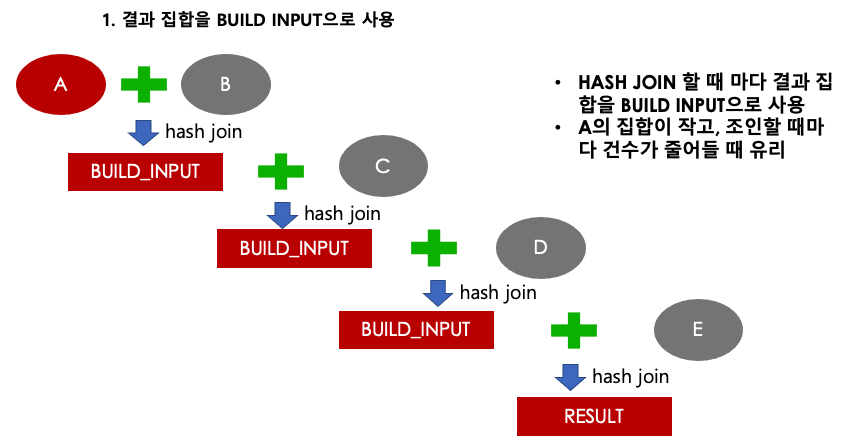 1. 결과 집합을 BUILD INPUT으로 사용
A
B
• HASH JOIN 할 때 마다 결과 집
합을 BUILD INPUT으로 사용
• A의 집합이 작고, 조인할 때마
다 건수가 줄어들 때 유리
hash join
BUILD_INPUT
C
hash join
BUILD_INPUT
D
hash join
BUILD_INPUT
E
hash join
RESULT